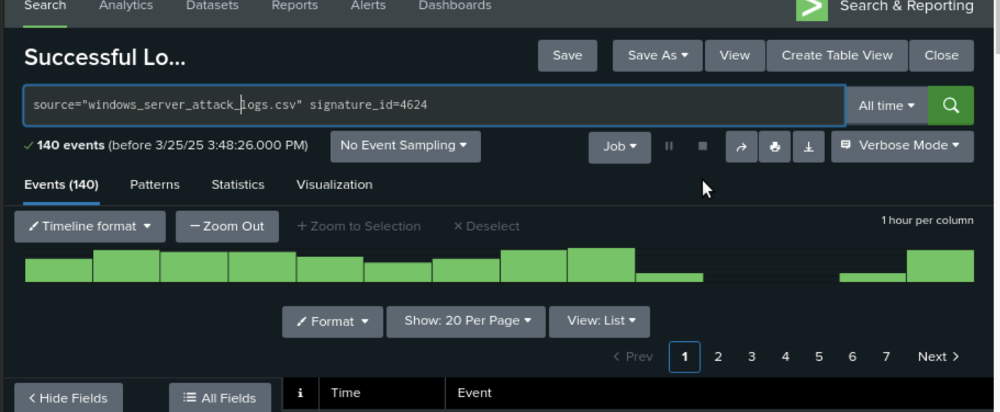 Search Analytics Datasets Reports Alerts Dashboards > Search & Reporting
Successful Lo... Save Save As View Create Table View Close
source="windows_server_attack_logs.csv" signature_id=4624 All time
✓ 140 events (before 3/25/25 3:48:26.000 PM) No Event Sampling Job Verbose Mode
Events (140) Patterns Statistics Visualization
Timeline format — Zoom Out + Zoom to Selection × Deselect 1 hour per column
Format Show: 20 Per Page View: List
< Prev 1 2 3 4 5 6 7 Next >
< Hide Fields All Fields i Time Event